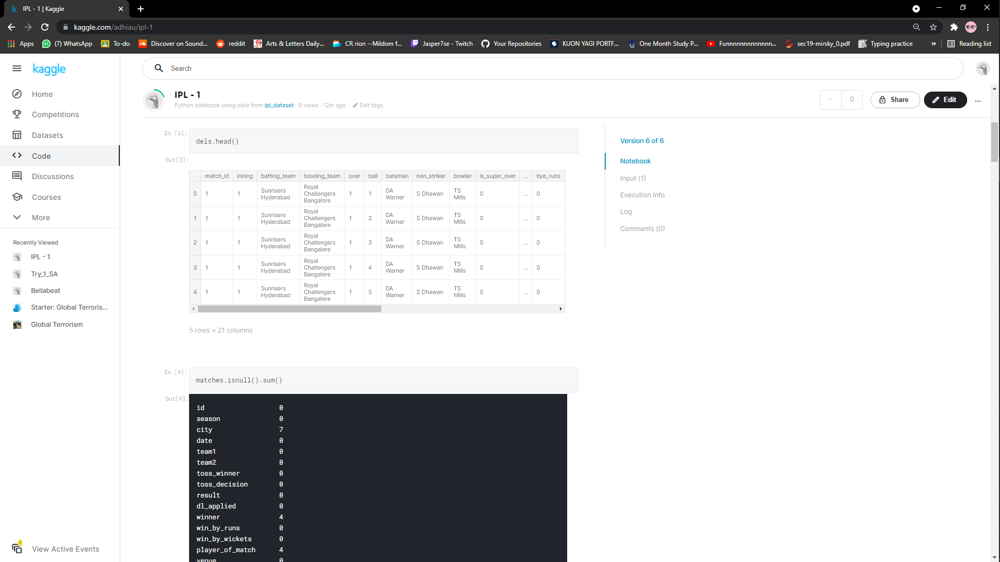 IPL - 1 | Kaggle
kaggle.com/adhiau/ipl-1
Apps
(7) WhatsApp
To-do
Discover on Sound...
reddit
Arts & Letters Daily...
CR rion --Mildom f...
Jasper7se - Twitch
Your Repositories
KUON YAGI PORTF...
One Month Study P...
Funnnnnnnnnnnnn...
sec19-mirsky_0.pdf
Typing practice
»
Reading list
kaggle
Search
Home
Competitions
Datasets
Code
Discussions
Courses
More
Recently Viewed
IPL - 1
Try_1_SA
Bellabeat
Starter: Global Terroris...
Global Terrorism
1
View Active Events
IPL - 1
Python notebook using data from ipl_dataset · 9 views · 12m ago · Edit tags
0
Share
Edit
...
In [3]:
dels.head()
Out[3]:
match_id inning batting_team bowling_team over ball batsman non_striker bowler is_super_over ... bye_runs
0 1 1 Sunrisers Hyderabad Royal Challengers Bangalore 1 1 DA Warner S Dhawan TS Mills 0 ... 0
1 1 1 Sunrisers Hyderabad Royal Challengers Bangalore 1 2 DA Warner S Dhawan TS Mills 0 ... 0
2 1 1 Sunrisers Hyderabad Royal Challengers Bangalore 1 3 DA Warner S Dhawan TS Mills 0 ... 0
3 1 1 Sunrisers Hyderabad Royal Challengers Bangalore 1 4 DA Warner S Dhawan TS Mills 0 ... 0
4 1 1 Sunrisers Hyderabad Royal Challengers Bangalore 1 5 DA Warner S Dhawan TS Mills 0 ... 0
5 rows × 21 columns
In [4]:
matches.isnull().sum()
Out[4]:
id 0
season 0
city 7
date 0
team1 0
team2 0
toss_winner 0
toss_decision 0
result 0
dl_applied 0
winner 4
win_by_runs 0
win_by_wickets 0
player_of_match 4
venue 0
Version 6 of 6
Notebook
Input (1)
Execution Info
Log
Comments (0)